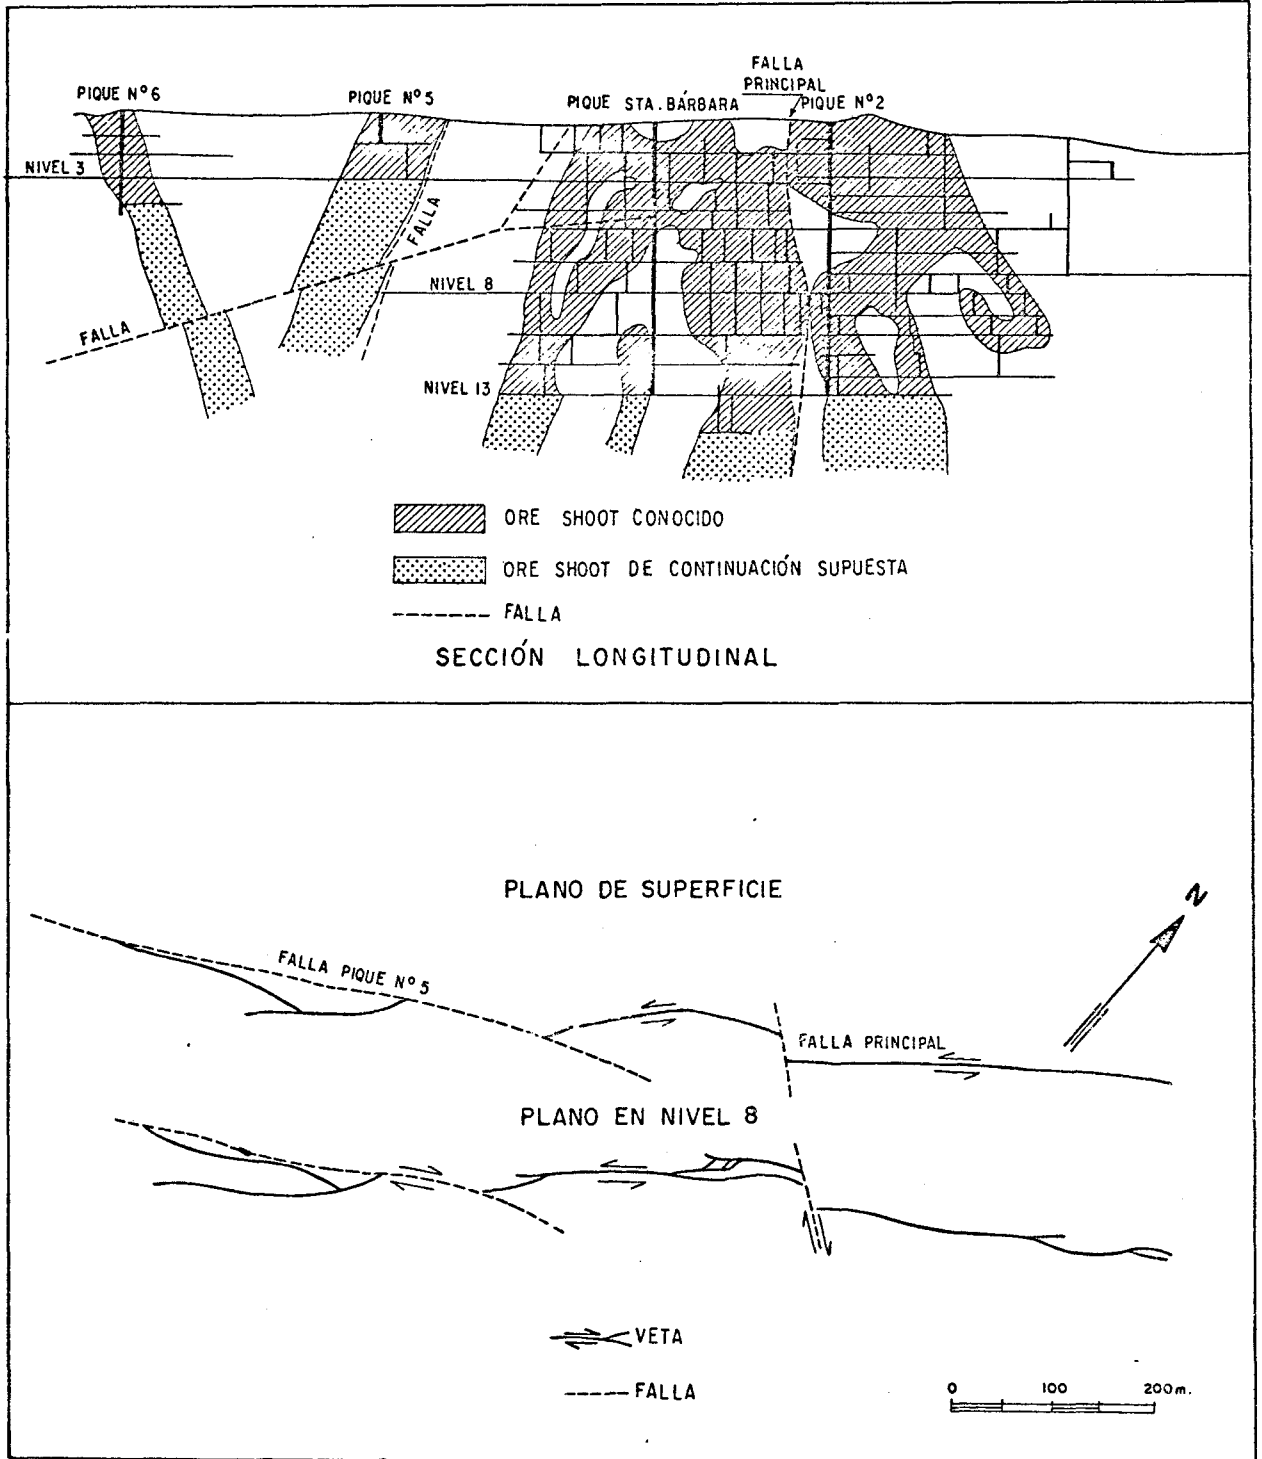 FALLA
PRINCIPAL
PIQUE Nº6
PIQUE Nº5
PIQUE STA. BÁRBARA
PIQUE Nº2
NIVEL 3
FALLA
NIVEL 8
FALLA
NIVEL 13
ORE SHOOT CONOCIDO
ORE SHOOT DE CONTINUACIÓN SUPUESTA
FALLA
SECCIÓN LONGITUDINAL
PLANO DE SUPERFICIE
N
FALLA PIQUE Nº5
FALLA PRINCIPAL
PLANO EN NIVEL 8
VETA
FALLA
0 100 200m.